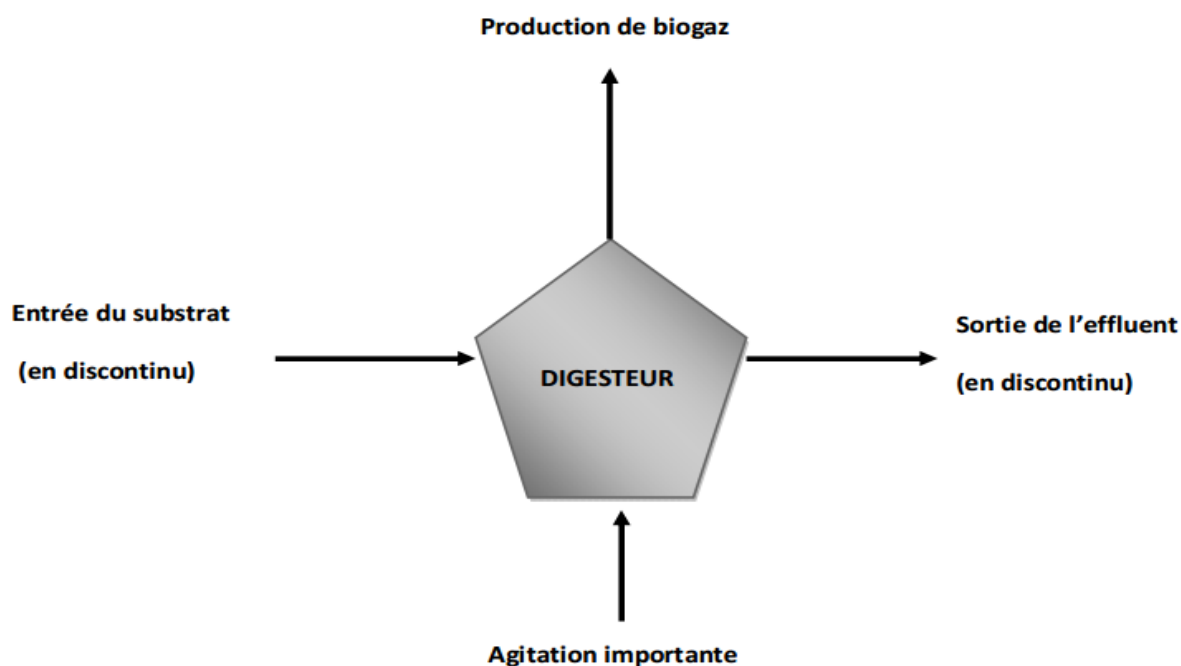 Production de biogaz
Entrée du substrat
(en discontinu)
DIGESTEUR
Sortie de l’effluent
(en discontinu)
Agitation importante